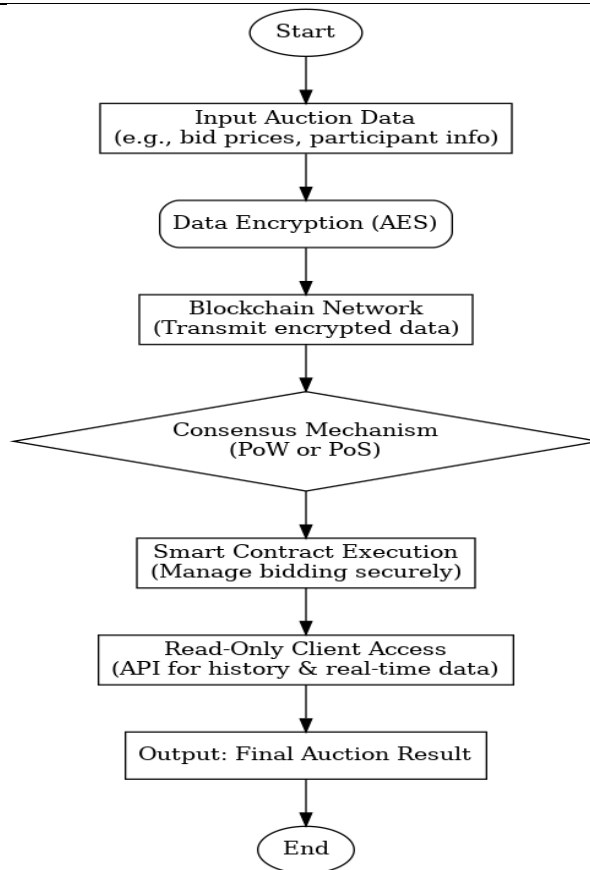 Start
Input Auction Data
(e.g., bid prices, participant info)
Data Encryption (AES)
Blockchain Network
(Transmit encrypted data)
Consensus Mechanism
(PoW or PoS)
Smart Contract Execution
(Manage bidding securely)
Read-Only Client Access
(API for history & real-time data)
Output: Final Auction Result
End